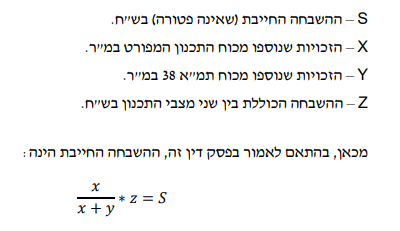 S – ההשבחה החייבת (שאינה פטורה) בש״ח.
X – הזכויות שנוספו מכוח התכנון המפורט במ״ר.
Y – הזכויות שנוספו מכוח תמ״א 38 במ״ר.
Z – ההשבחה הכוללת בין שני מצבי התכנון בש״ח.
מכאן, בהתאם לאמור בפסק דין זה, ההשבחה החייבת הינה:
x
x + y * z = S